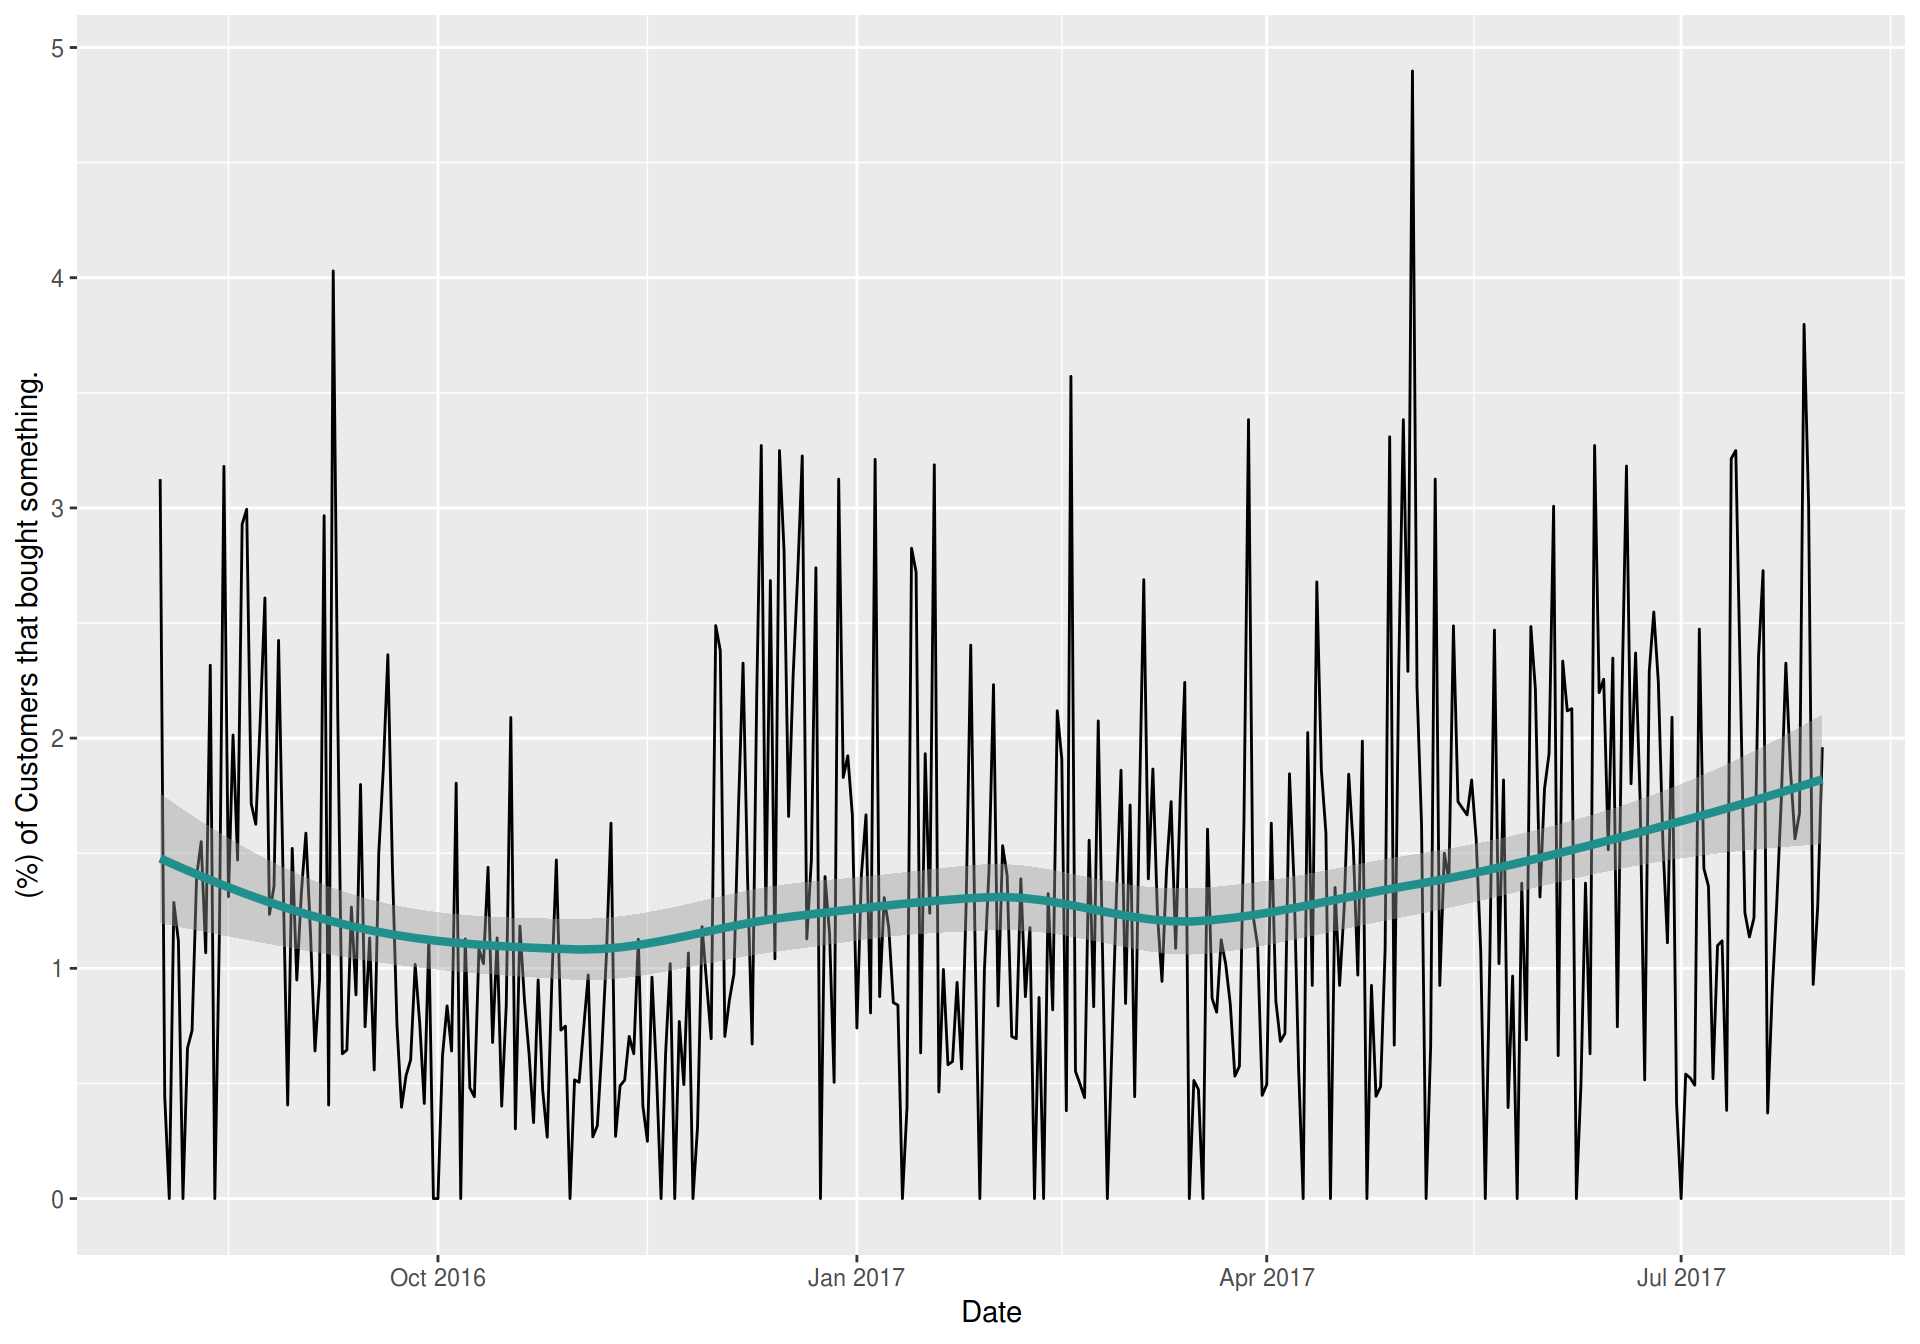 (%) of Customers that bought something.
5
4
3
2
1
0
Oct 2016
Jan 2017
Apr 2017
Jul 2017
Date